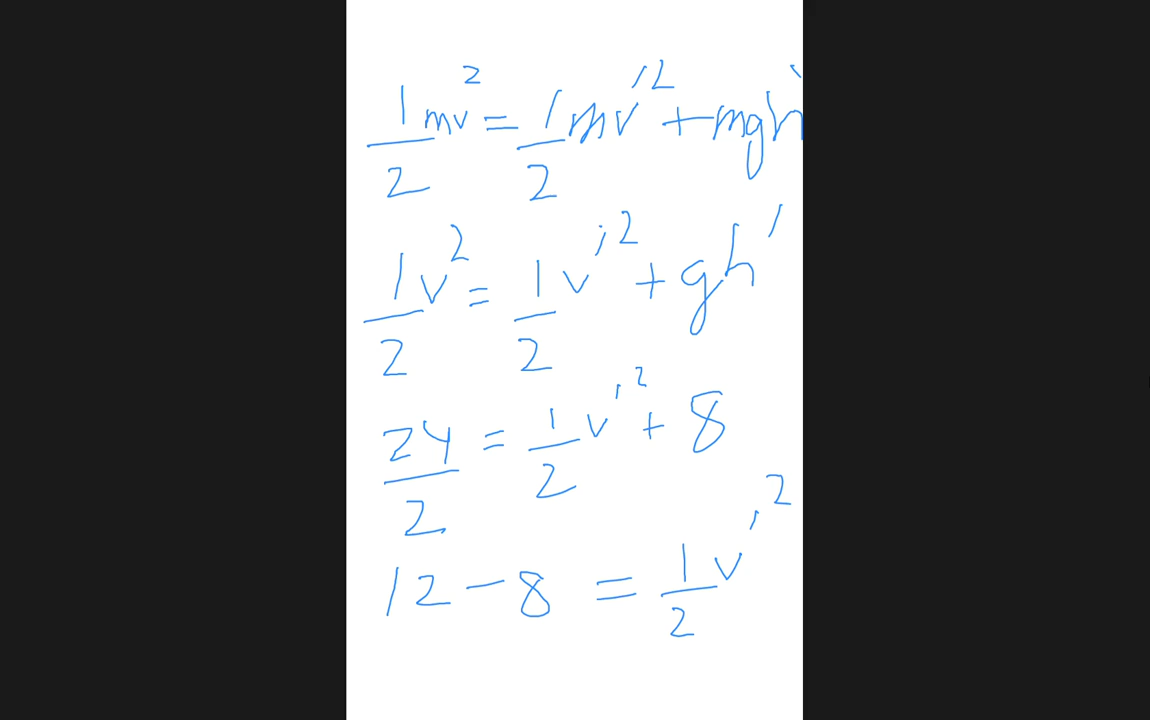 1/2 mv² = 1/2 mv'² + mgh'
1/2 v² = 1/2 v'² + gh'
24/2 = 1/2 v'² + 8
12 - 8 = 1/2 v'²